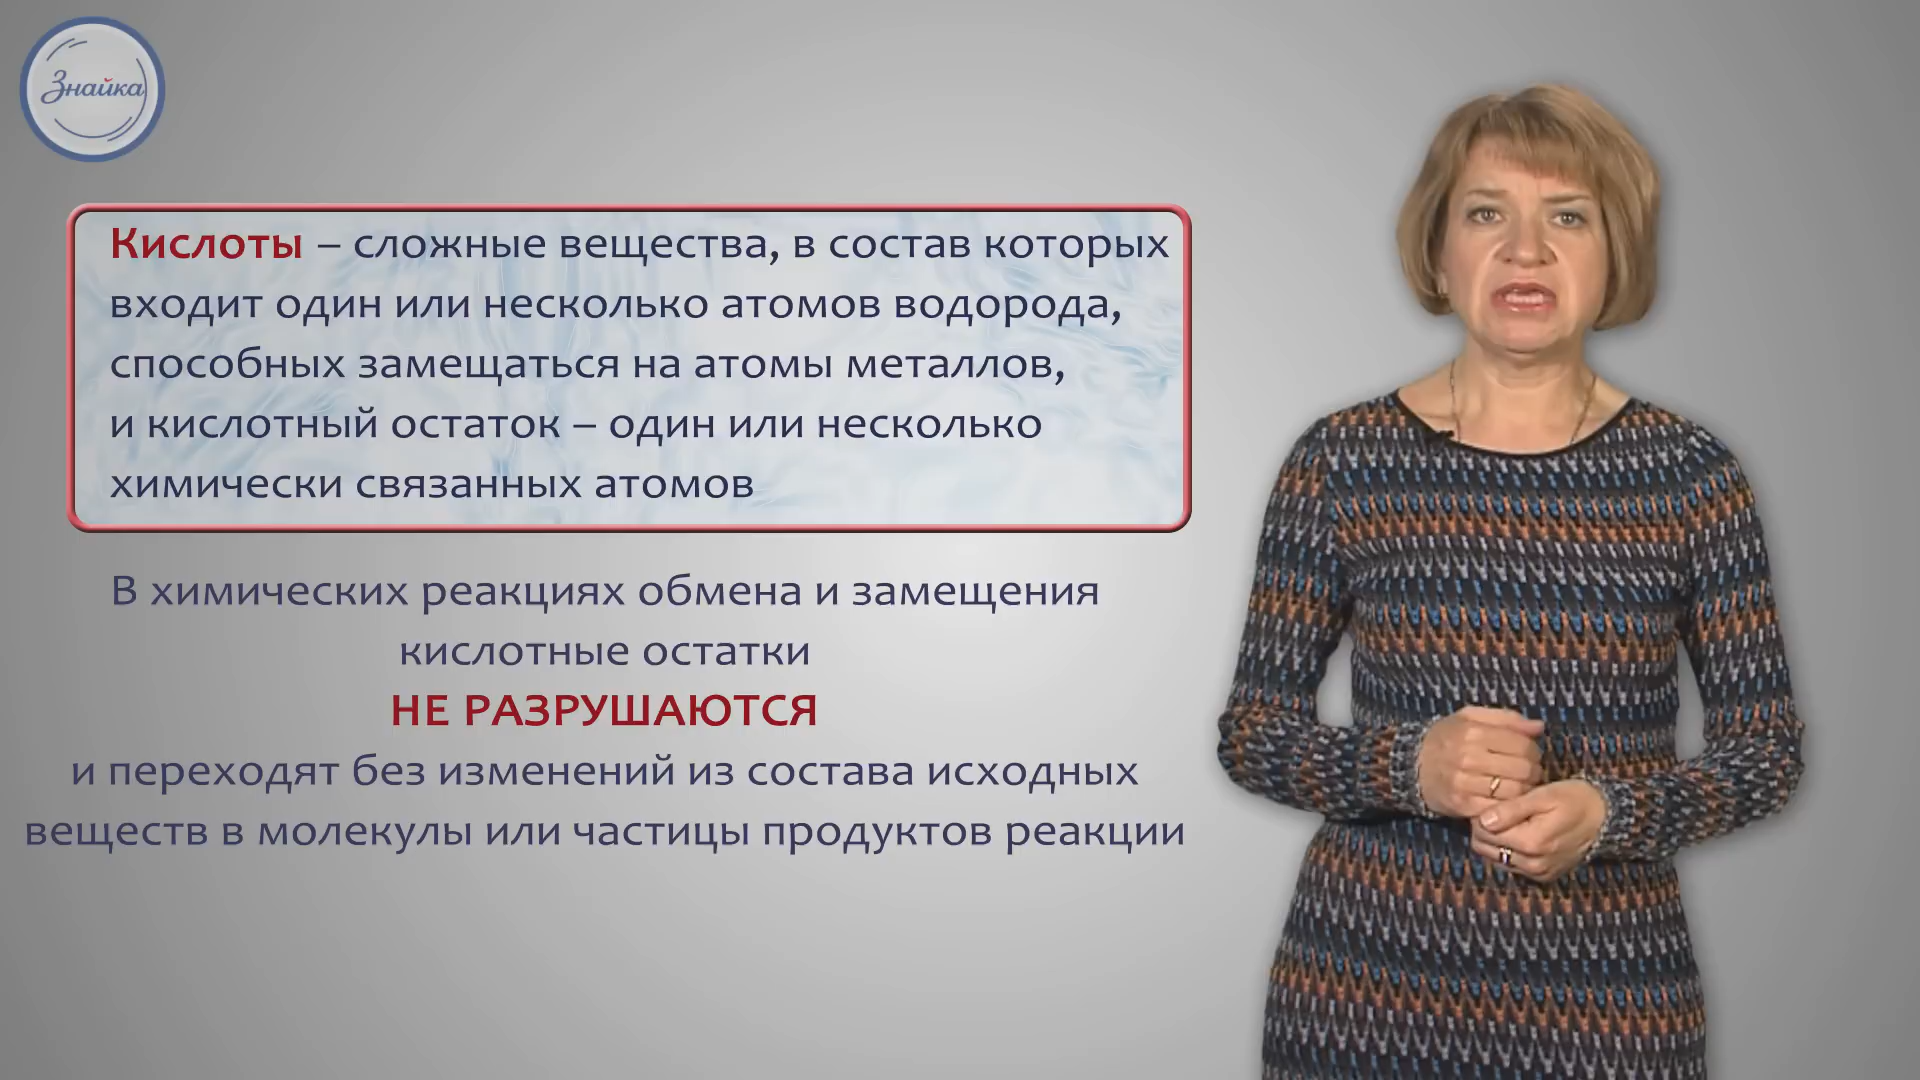 Знайка
Кислоты – сложные вещества, в состав которых
входит один или несколько атомов водорода,
способных замещаться на атомы металлов,
и кислотный остаток – один или несколько
химически связанных атомов
В химических реакциях обмена и замещения
кислотные остатки
НЕ РАЗРУШАЮТСЯ
и переходят без изменений из состава исходных
веществ в молекулы или частицы продуктов реакции